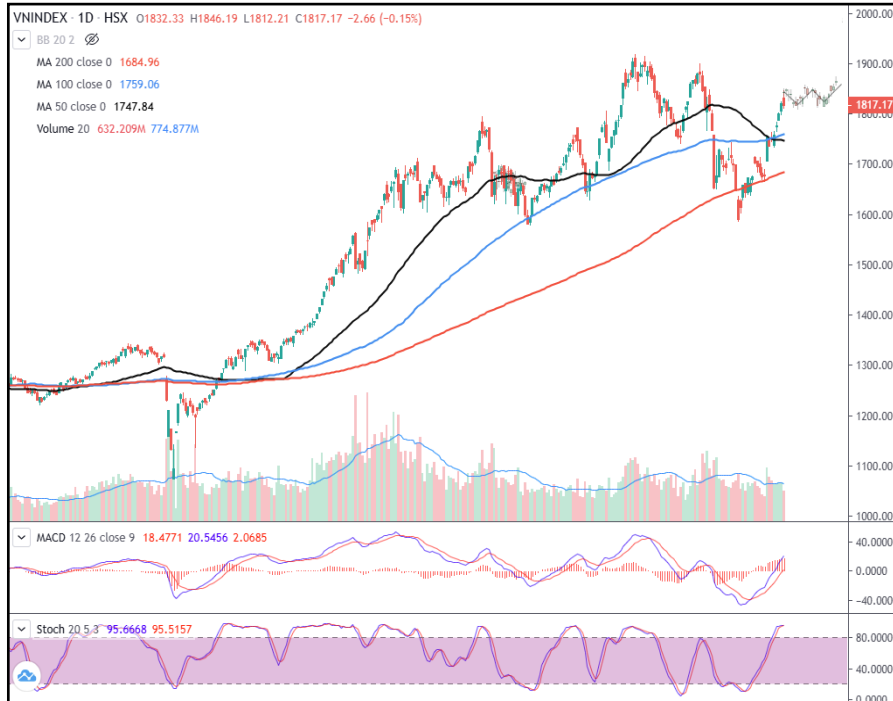 VNINDEX · 1D · HSX O1832.33 H1846.19 L1812.21 C1817.17 −2.66 (−0.15%)
BB 20 2
MA 200 close 0 1684.96
MA 100 close 0 1759.06
MA 50 close 0 1747.84
Volume 20 632.209M 774.877M
2000.00
1900.00
1817.17
1800.00
1700.00
1600.00
1500.00
1400.00
1300.00
1200.00
1100.00
1000.00
MACD 12 26 close 9 18.4771 20.5456 2.0685
40.0000
0.0000
−40.0000
Stoch 20 5 3 95.6668 95.5157
80.0000
40.0000
0.0000